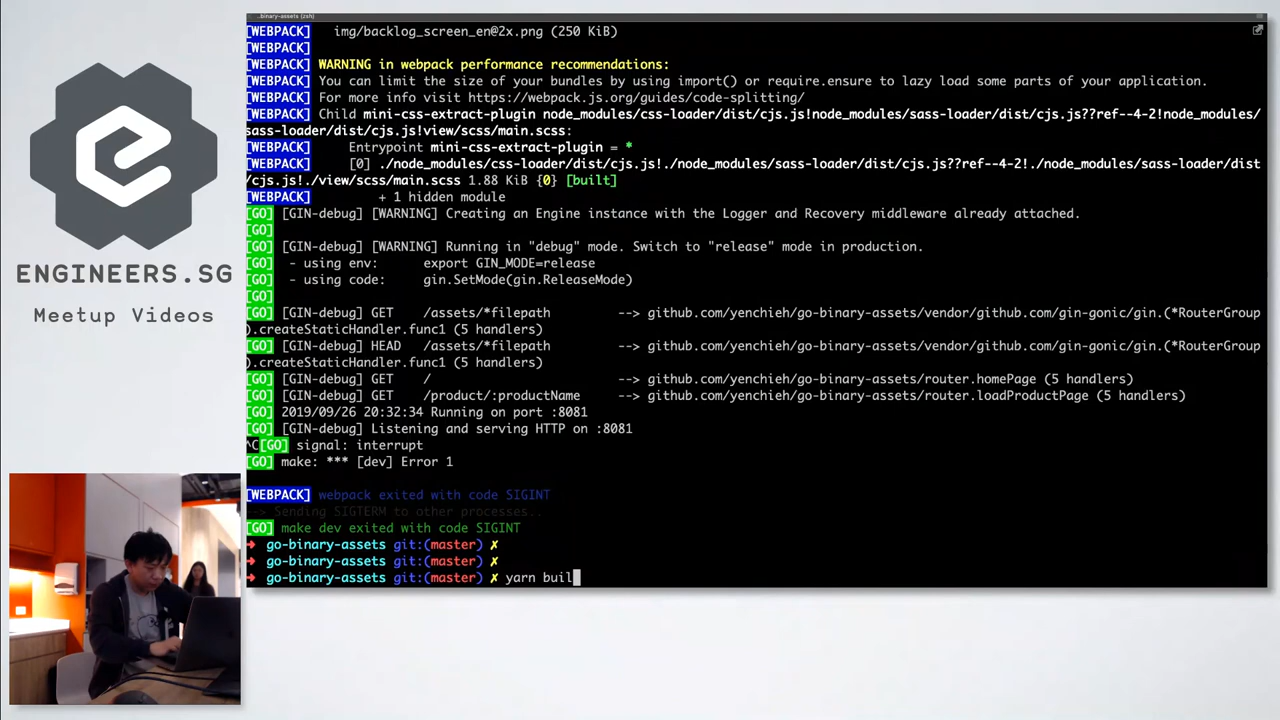 ..binary-assets (zsh)
[WEBPACK]   img/backlog_screen_en@2x.png (250 KiB)
[WEBPACK]
[WEBPACK] WARNING in webpack performance recommendations:
[WEBPACK] You can limit the size of your bundles by using import() or require.ensure to lazy load some parts of your application.
[WEBPACK] For more info visit https://webpack.js.org/guides/code-splitting/
[WEBPACK] Child mini-css-extract-plugin node_modules/css-loader/dist/cjs.js!node_modules/sass-loader/dist/cjs.js??ref--4-2!node_modules/
sass-loader/dist/cjs.js!view/scss/main.scss:
[WEBPACK]     Entrypoint mini-css-extract-plugin = *
[WEBPACK]     [0] ./node_modules/css-loader/dist/cjs.js!./node_modules/sass-loader/dist/cjs.js??ref--4-2!./node_modules/sass-loader/dist
/cjs.js!./view/scss/main.scss 1.88 KiB {0} [built]
[WEBPACK]         + 1 hidden module
[GO] [GIN-debug] [WARNING] Creating an Engine instance with the Logger and Recovery middleware already attached.
[GO]
[GO] [GIN-debug] [WARNING] Running in "debug" mode. Switch to "release" mode in production.
[GO]  - using env:      export GIN_MODE=release
[GO]  - using code:     gin.SetMode(gin.ReleaseMode)
[GO]
[GO] [GIN-debug] GET    /assets/*filepath         --> github.com/yenchieh/go-binary-assets/vendor/github.com/gin-gonic/gin.(*RouterGroup
).createStaticHandler.func1 (5 handlers)
[GO] [GIN-debug] HEAD   /assets/*filepath         --> github.com/yenchieh/go-binary-assets/vendor/github.com/gin-gonic/gin.(*RouterGroup
).createStaticHandler.func1 (5 handlers)
[GO] [GIN-debug] GET    /                         --> github.com/yenchieh/go-binary-assets/router.homePage (5 handlers)
[GO] [GIN-debug] GET    /product/:productName     --> github.com/yenchieh/go-binary-assets/router.loadProductPage (5 handlers)
[GO] 2019/09/26 20:32:34 Running on port :8081
[GO] [GIN-debug] Listening and serving HTTP on :8081
^C[GO] signal: interrupt
[GO] make: *** [dev] Error 1
[WEBPACK] webpack exited with code SIGINT
--> Sending SIGTERM to other processes..
[GO] make dev exited with code SIGINT
➜  go-binary-assets git:(master) ✗
➜  go-binary-assets git:(master) ✗
➜  go-binary-assets git:(master) ✗ yarn buil
ENGINEERS.SG
Meetup Videos